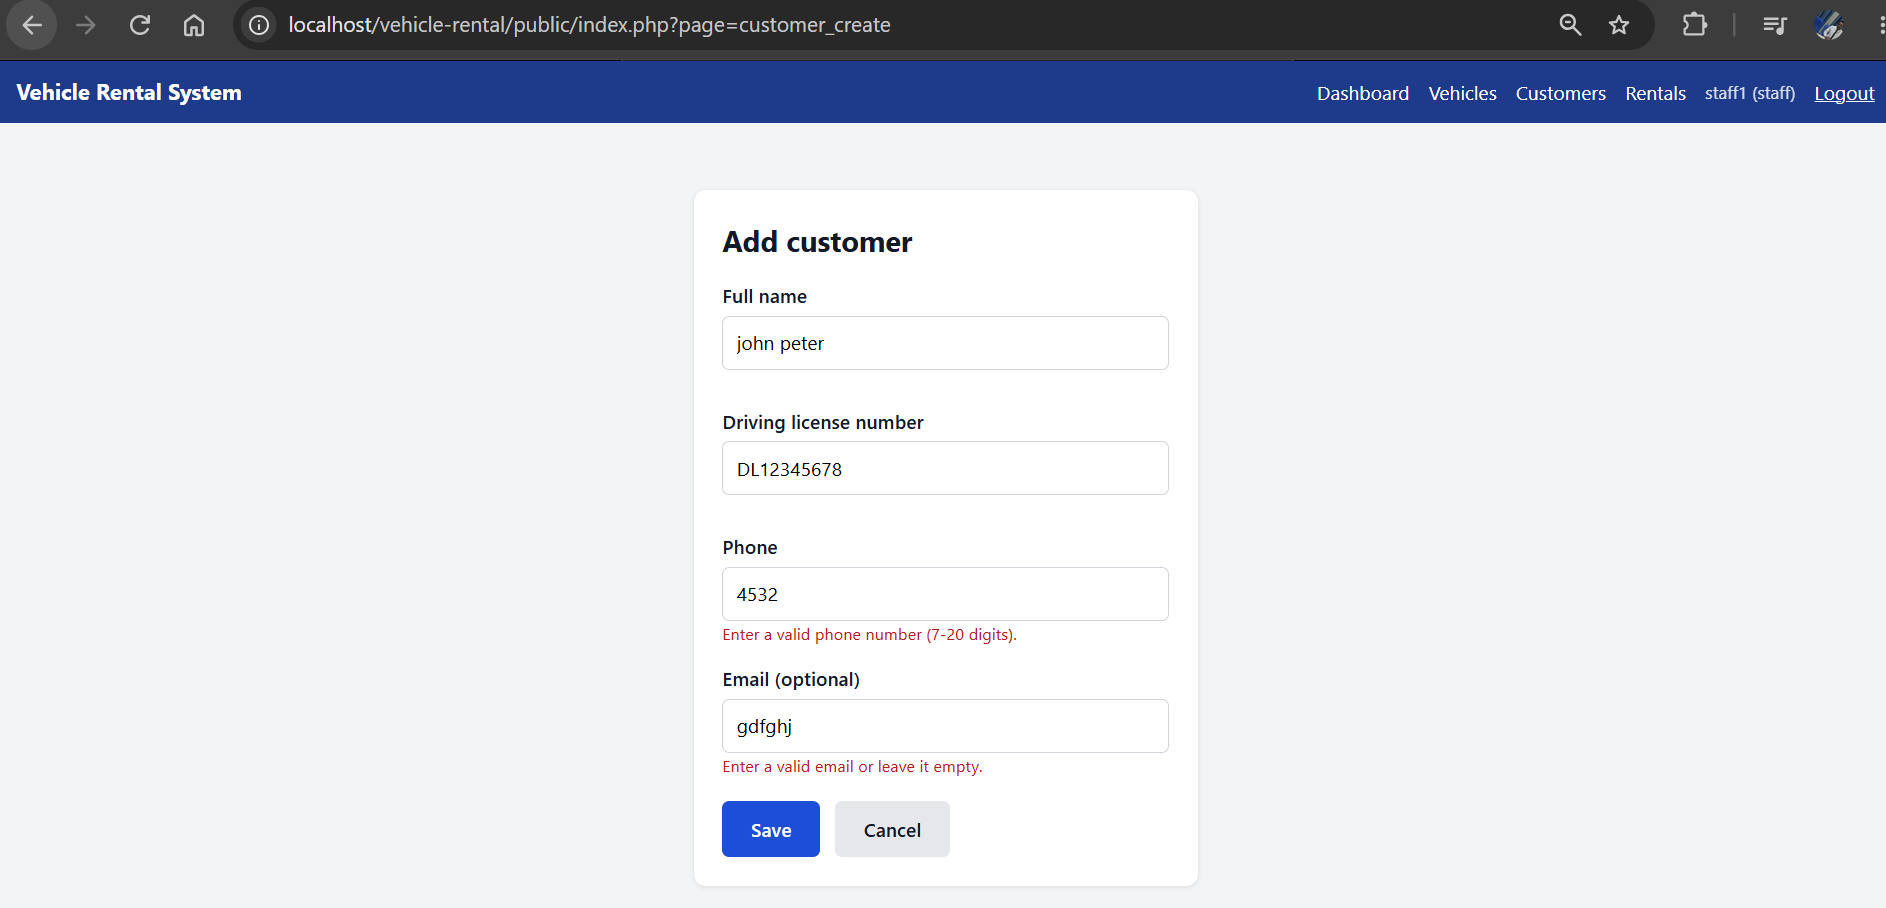 localhost/vehicle-rental/public/index.php?page=customer_create
Vehicle Rental System
Dashboard Vehicles Customers Rentals staff1 (staff) Logout
Add customer
Full name
john peter
Driving license number
DL12345678
Phone
4532
Enter a valid phone number (7-20 digits).
Email (optional)
gdfghj
Enter a valid email or leave it empty.
Save Cancel